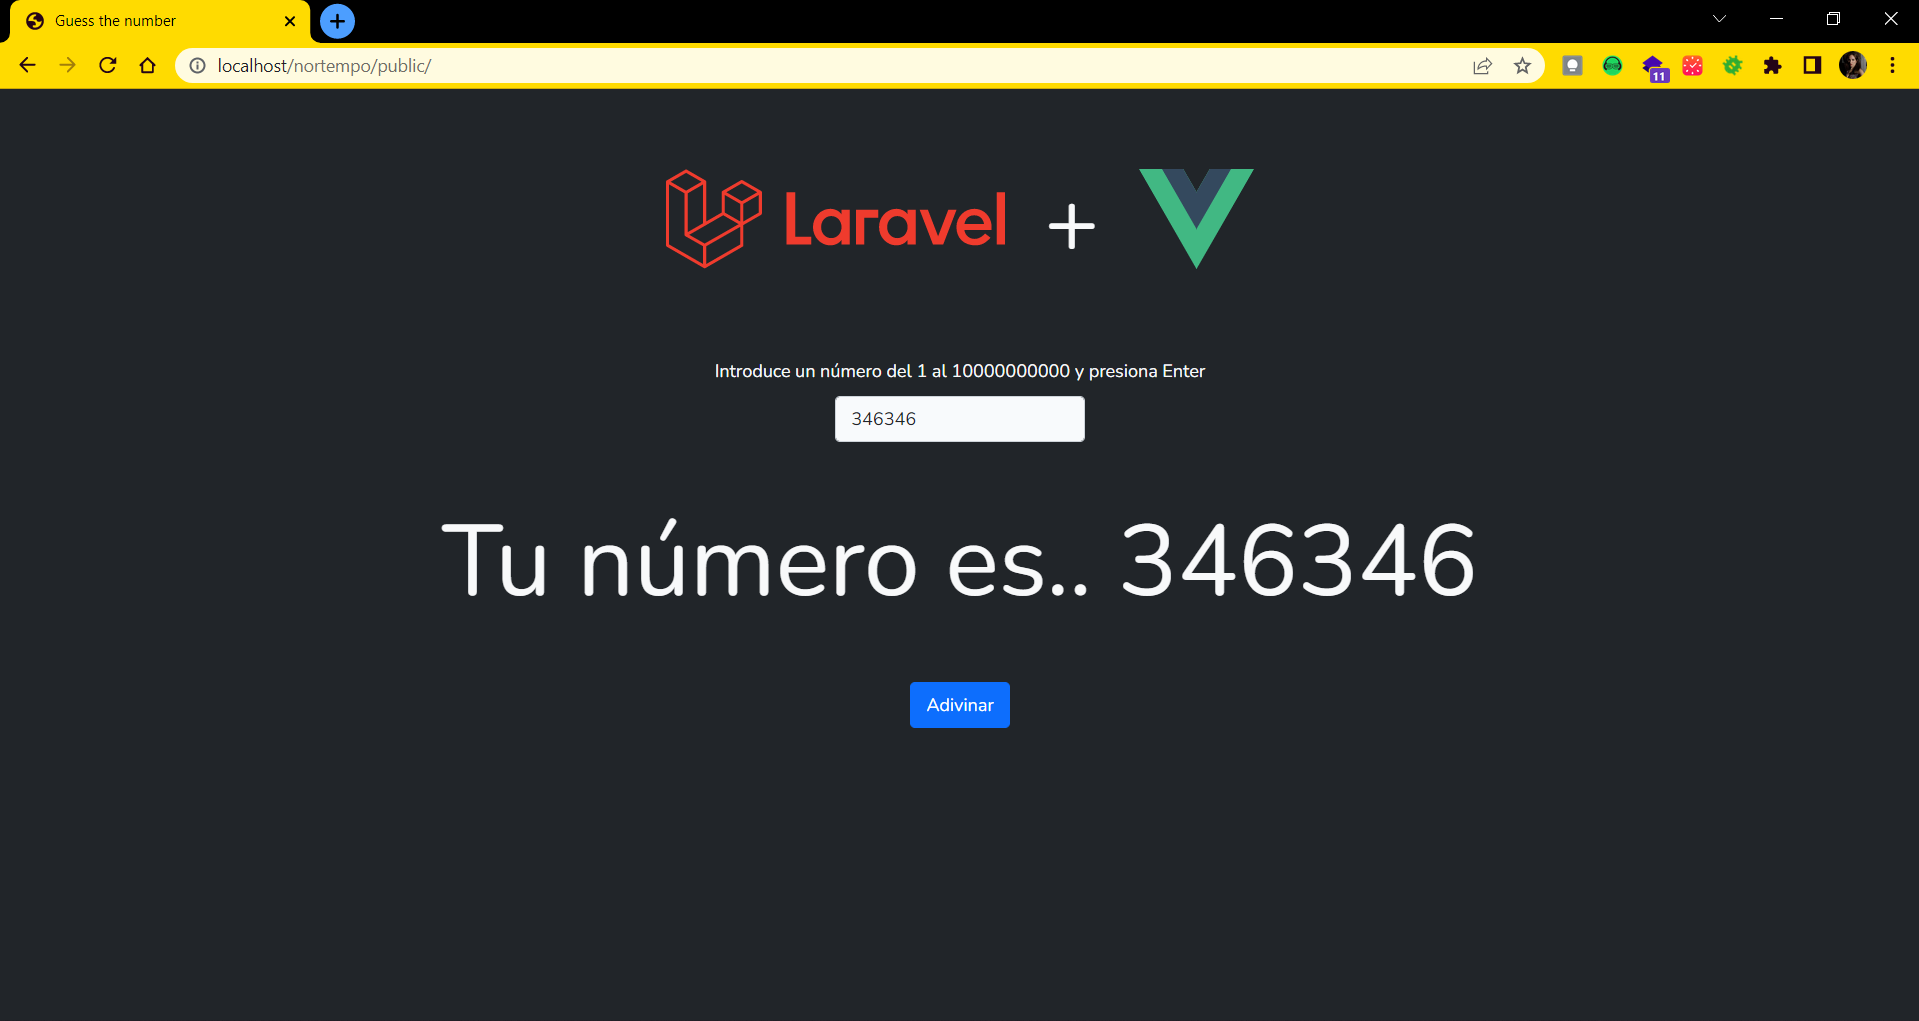 Guess the number
localhost/nortempo/public/
11
Laravel +
Introduce un número del 1 al 10000000000 y presiona Enter
346346
Tu número es.. 346346
Adivinar